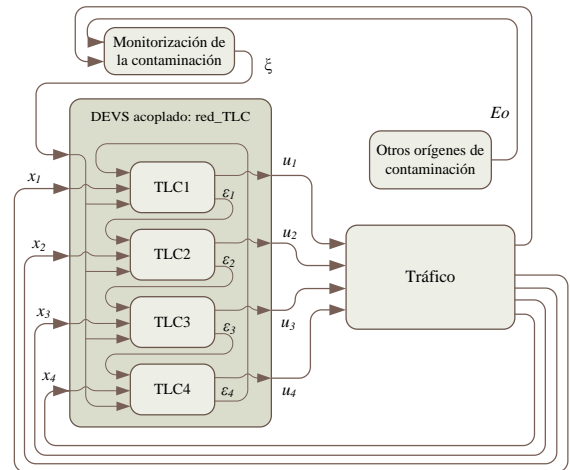 Monitorización de
la contaminación
ξ
Eo
DEVS acoplado: red_TLC
Otros orígenes de
contaminación
x1
TLC1
ε1
u1
x2
TLC2
ε2
u2
Tráfico
x3
TLC3
ε3
u3
x4
TLC4
ε4
u4